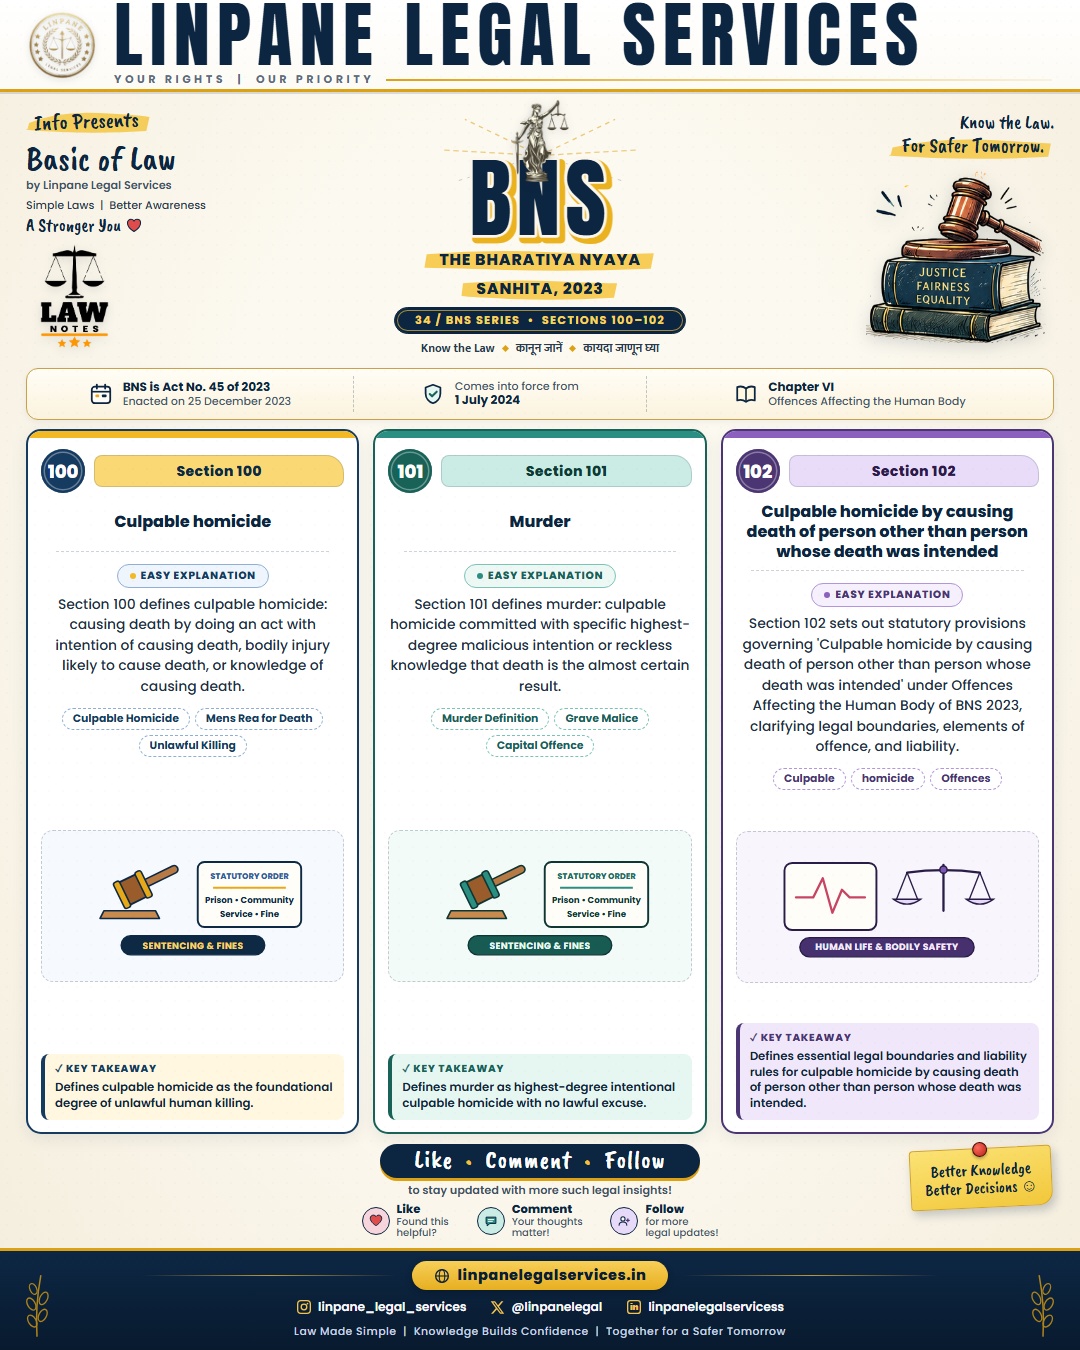 LINPANE LEGAL SERVICES
YOUR RIGHTS | OUR PRIORITY
Info Presents
Basic of Law
by Linpane Legal Services
Simple Laws | Better Awareness
A Stronger You
LAW
NOTES
BNS
THE BHARATIYA NYAYA
SANHITA, 2023
34 / BNS SERIES • SECTIONS 100–102
Know the Law ◆ कानून जानें ◆ कायदा जाणून घ्या
Know the Law.
For Safer Tomorrow.
JUSTICE
FAIRNESS
EQUALITY
BNS is Act No. 45 of 2023
Enacted on 25 December 2023
Comes into force from
1 July 2024
Chapter VI
Offences Affecting the Human Body
100
Section 100
Culpable homicide
EASY EXPLANATION
Section 100 defines culpable homicide:
causing death by doing an act with
intention of causing death, bodily injury
likely to cause death, or knowledge of
causing death.
Culpable Homicide
Mens Rea for Death
Unlawful Killing
STATUTORY ORDER
Prison • Community
Service • Fine
SENTENCING & FINES
✓ KEY TAKEAWAY
Defines culpable homicide as the foundational
degree of unlawful human killing.
101
Section 101
Murder
EASY EXPLANATION
Section 101 defines murder: culpable
homicide committed with specific highest-
degree malicious intention or reckless
knowledge that death is the almost certain
result.
Murder Definition
Grave Malice
Capital Offence
STATUTORY ORDER
Prison • Community
Service • Fine
SENTENCING & FINES
✓ KEY TAKEAWAY
Defines murder as highest-degree intentional
culpable homicide with no lawful excuse.
102
Section 102
Culpable homicide by causing
death of person other than person
whose death was intended
EASY EXPLANATION
Section 102 sets out statutory provisions
governing 'Culpable homicide by causing
death of person other than person whose
death was intended' under Offences
Affecting the Human Body of BNS 2023,
clarifying legal boundaries, elements of
offence, and liability.
Culpable
homicide
Offences
HUMAN LIFE & BODILY SAFETY
✓ KEY TAKEAWAY
Defines essential legal boundaries and liability
rules for culpable homicide by causing death
of person other than person whose death was
intended.
Like • Comment • Follow
to stay updated with more such legal insights!
Like
Found this
helpful?
Comment
Your thoughts
matter!
Follow
for more
legal updates!
Better Knowledge
Better Decisions ☺
linpanelegalservices.in
linpane_legal_services
@linpanelegal
linpanelegalservicess
Law Made Simple | Knowledge Builds Confidence | Together for a Safer Tomorrow